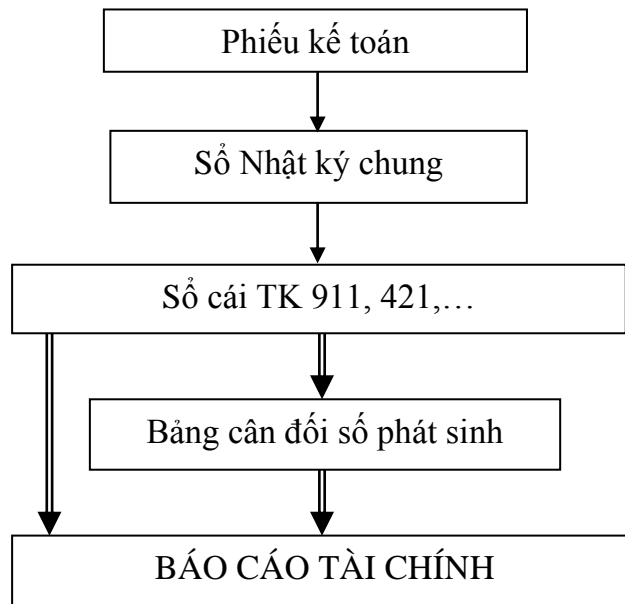 Phiếu kế toán
Sổ Nhật ký chung
Sổ cái TK 911, 421,…
Bảng cân đối số phát sinh
BÁO CÁO TÀI CHÍNH